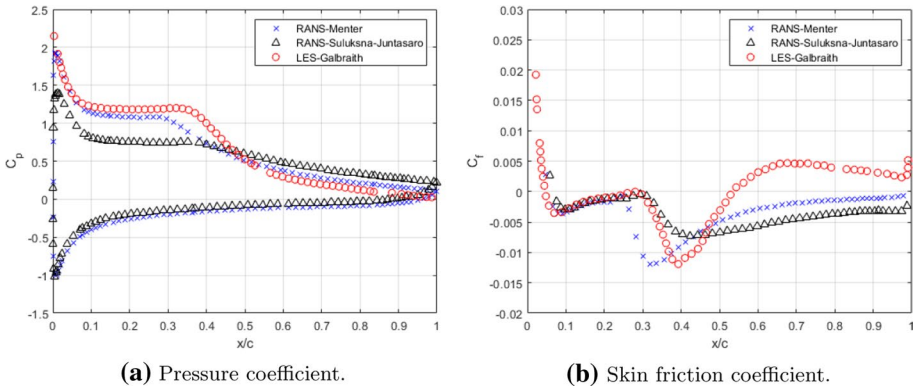 2.5
2
1.5
1
0.5
0
-0.5
-1
-1.5
C_p
0 0.1 0.2 0.3 0.4 0.5 0.6 0.7 0.8 0.9 1
x/c
RANS-Menter
RANS-Suluksna-Juntasaro
LES-Galbraith
(a) Pressure coefficient.
0.03
0.025
0.02
0.015
0.01
0.005
0
-0.005
-0.01
-0.015
-0.02
C_f
0 0.1 0.2 0.3 0.4 0.5 0.6 0.7 0.8 0.9 1
x/c
RANS-Menter
RANS-Suluksna-Juntasaro
LES-Galbraith
(b) Skin friction coefficient.